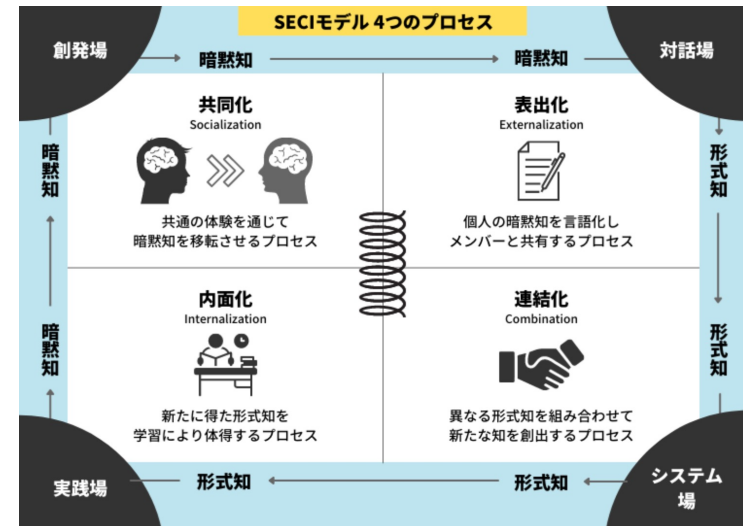 SECIモデル 4つのプロセス
創発場
暗黙知
暗黙知
対話場
共同化
Socialization
表出化
Externalization
暗黙知
形式知
共通の体験を通じて
暗黙知を移転させるプロセス
個人の暗黙知を言語化し
メンバーと共有するプロセス
内面化
Internalization
連結化
Combination
暗黙知
形式知
新たに得た形式知を
学習により体得するプロセス
異なる形式知を組み合わせて
新たな知を創出するプロセス
実践場
形式知
形式知
システム
場